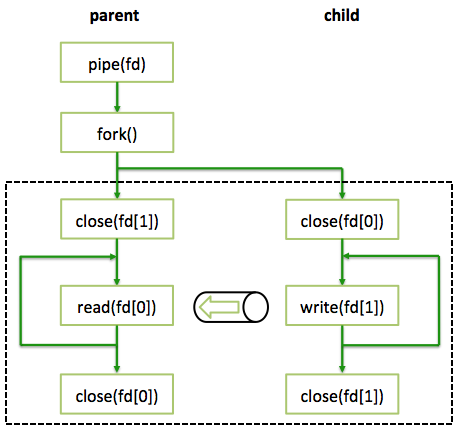 parent
child
pipe(fd)
fork()
close(fd[1])
close(fd[0])
read(fd[0])
write(fd[1])
close(fd[0])
close(fd[1])